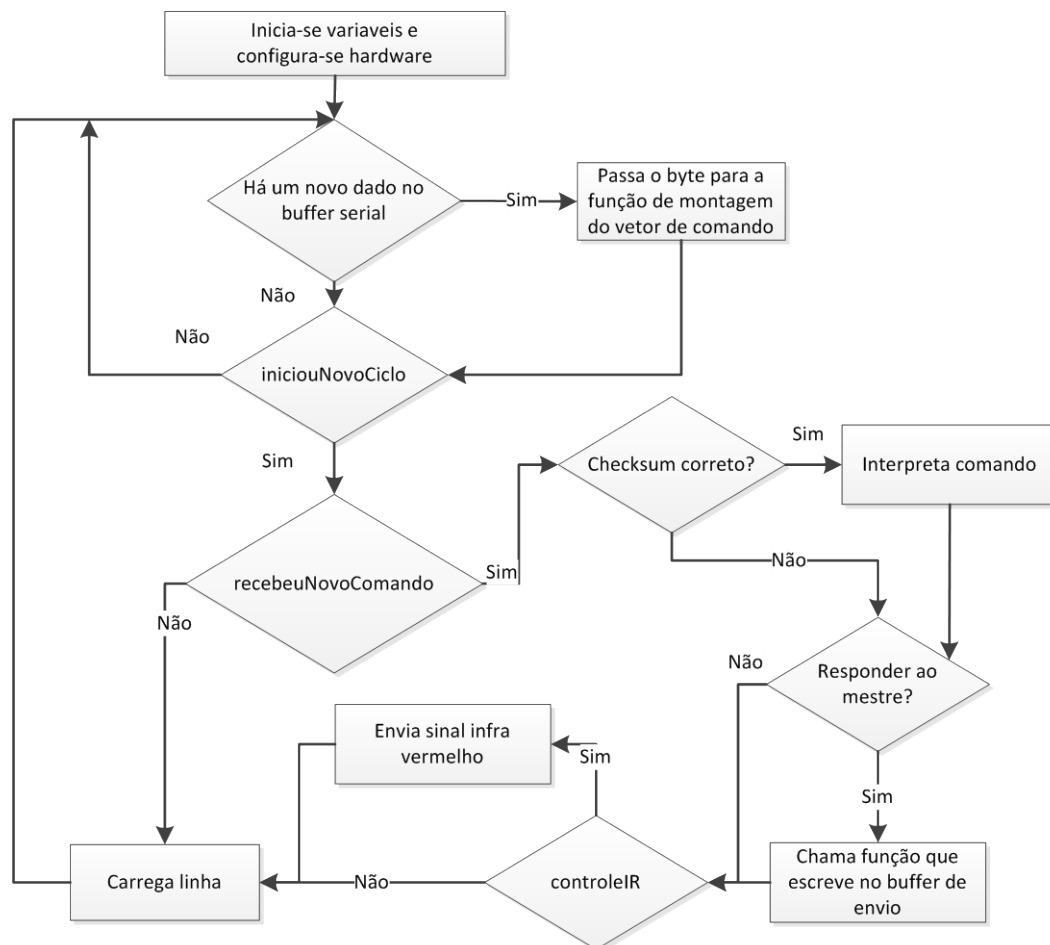 Inicia-se variaveis e
configura-se hardware
Há um novo dado no
buffer serial
Sim
Passa o byte para a
função de montagem
do vetor de comando
Não
Não
iniciouNovoCiclo
Sim
Checksum correto?
Sim
Interpreta comando
recebeuNovoComando
Sim
Não
Não
Não
Responder ao
mestre?
Envia sinal infra
vermelho
Sim
Sim
Carrega linha
Não
controleIR
Chama função que
escreve no buffer de
envio